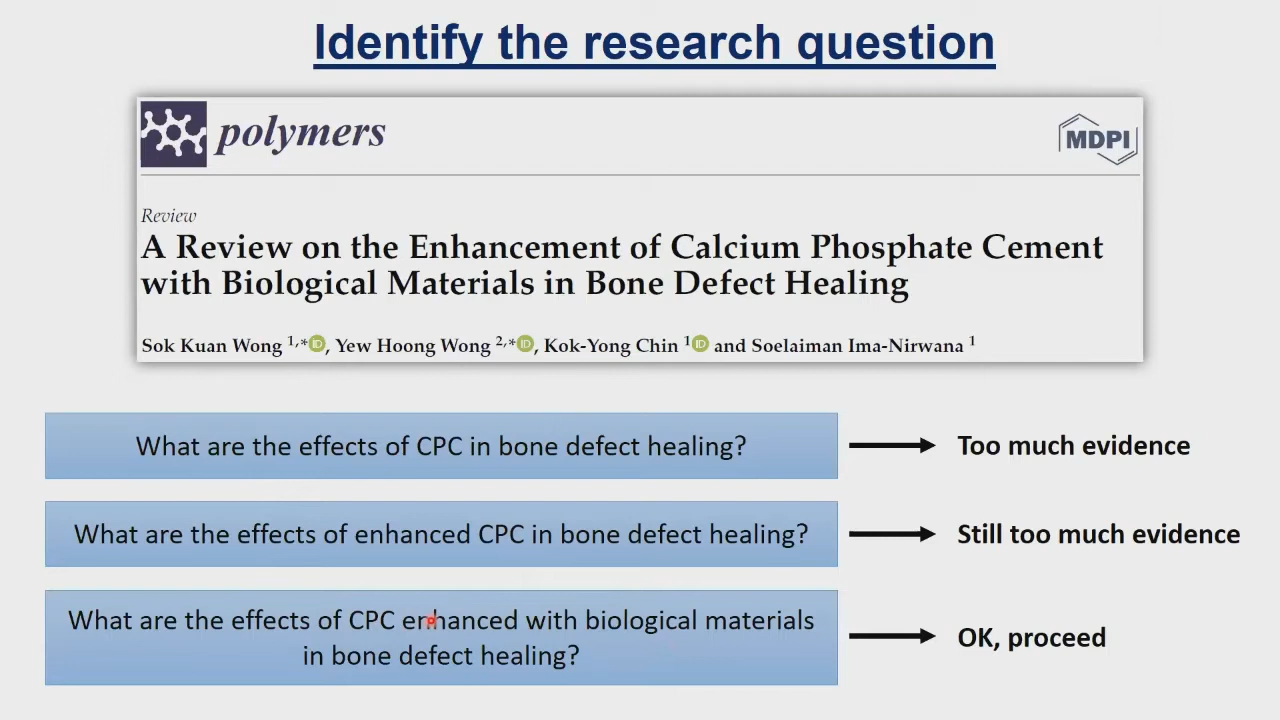 Identify the research question
polymers
MDPI
Review
A Review on the Enhancement of Calcium Phosphate Cement
with Biological Materials in Bone Defect Healing
Sok Kuan Wong 1,* iD, Yew Hoong Wong 2,* iD, Kok-Yong Chin 1 iD and Soelaiman Ima-Nirwana 1
What are the effects of CPC in bone defect healing?
Too much evidence
What are the effects of enhanced CPC in bone defect healing?
Still too much evidence
What are the effects of CPC enhanced with biological materials
in bone defect healing?
OK, proceed